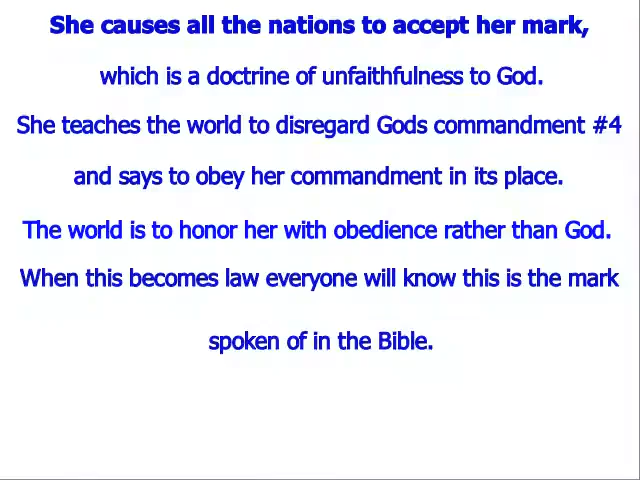 She causes all the nations to accept her mark,
which is a doctrine of unfaithfulness to God.
She teaches the world to disregard Gods commandment #4
and says to obey her commandment in its place.
The world is to honor her with obedience rather than God.
When this becomes law everyone will know this is the mark
spoken of in the Bible.